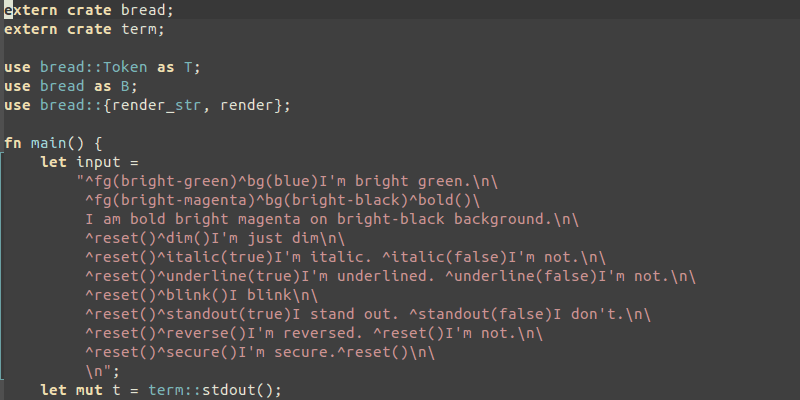 extern crate bread;
extern crate term;

use bread::Token as T;
use bread as B;
use bread::{render_str, render};

fn main() {
    let input =
        "^fg(bright-green)^bg(blue)I'm bright green.\n\
         ^fg(bright-magenta)^bg(bright-black)^bold()\
         I am bold bright magenta on bright-black background.\n\
         ^reset()^dim()I'm just dim\n\
         ^reset()^italic(true)I'm italic. ^italic(false)I'm not.\n\
         ^reset()^underline(true)I'm underlined. ^underline(false)I'm not.\n\
         ^reset()^blink()I blink\n\
         ^reset()^standout(true)I stand out. ^standout(false)I don't.\n\
         ^reset()^reverse()I'm reversed. ^reset()I'm not.\n\
         ^reset()^secure()I'm secure.^reset()\n\
         \n";
    let mut t = term::stdout();